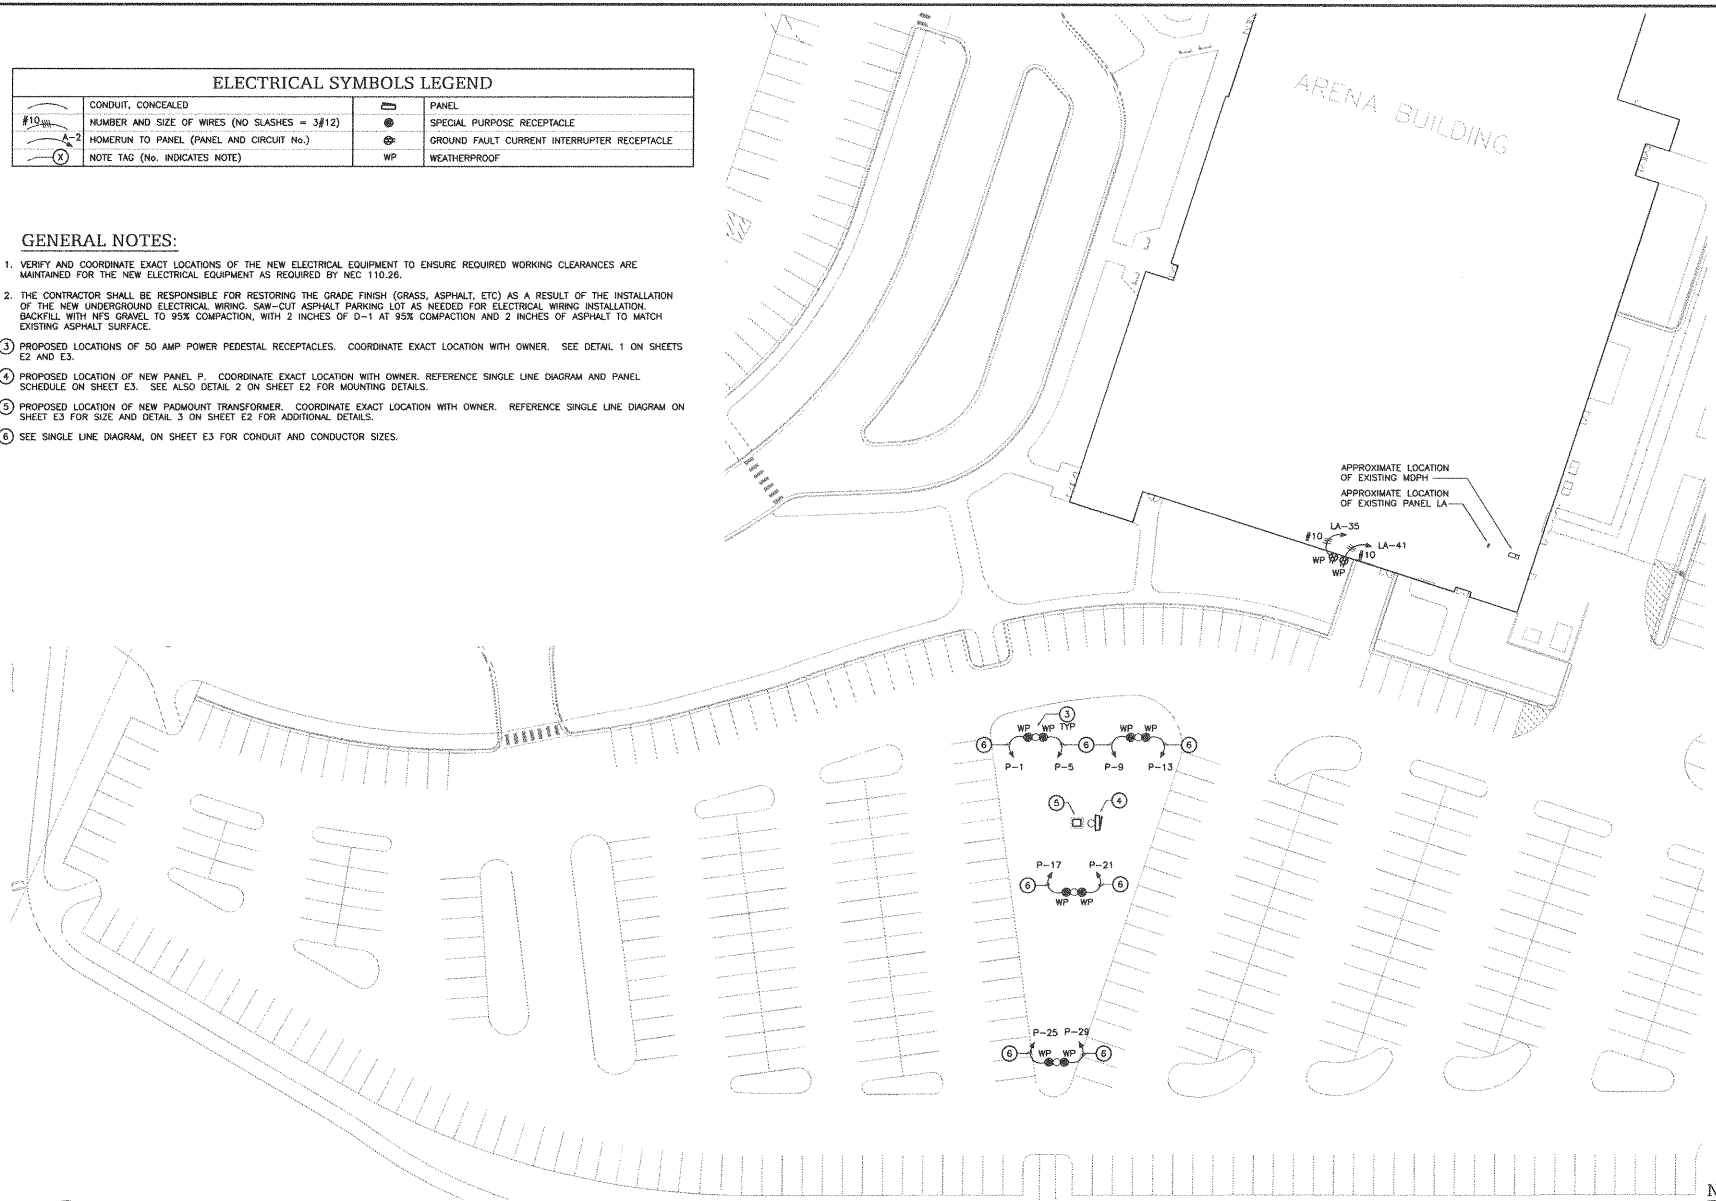 ELECTRICAL SYMBOLS LEGEND
CONDUIT, CONCEALED
PANEL
#10
NUMBER AND SIZE OF WIRES (NO SLASHES = 3#12)
SPECIAL PURPOSE RECEPTACLE
A-2
HOMERUN TO PANEL (PANEL AND CIRCUIT No.)
GROUND FAULT CURRENT INTERRUPTER RECEPTACLE
X
NOTE TAG (No. INDICATES NOTE)
WP
WEATHERPROOF
GENERAL NOTES:
1. VERIFY AND COORDINATE EXACT LOCATIONS OF THE NEW ELECTRICAL EQUIPMENT TO ENSURE REQUIRED WORKING CLEARANCES ARE
MAINTAINED FOR THE NEW ELECTRICAL EQUIPMENT AS REQUIRED BY NEC 110.26.
2. THE CONTRACTOR SHALL BE RESPONSIBLE FOR RESTORING THE GRADE FINISH (GRASS, ASPHALT, ETC) AS A RESULT OF THE INSTALLATION
OF THE NEW UNDERGROUND ELECTRICAL WIRING. SAW-CUT ASPHALT PARKING LOT AS NEEDED FOR ELECTRICAL WIRING INSTALLATION.
BACKFILL WITH NFS GRAVEL TO 95% COMPACTION, WITH 2 INCHES OF D-1 AT 95% COMPACTION AND 2 INCHES OF ASPHALT TO MATCH
EXISTING ASPHALT SURFACE.
3 PROPOSED LOCATIONS OF 50 AMP POWER PEDESTAL RECEPTACLES. COORDINATE EXACT LOCATION WITH OWNER. SEE DETAIL 1 ON SHEETS
E2 AND E3.
4 PROPOSED LOCATION OF NEW PANEL P. COORDINATE EXACT LOCATION WITH OWNER. REFERENCE SINGLE LINE DIAGRAM AND PANEL
SCHEDULE ON SHEET E3. SEE ALSO DETAIL 2 ON SHEET E2 FOR MOUNTING DETAILS.
5 PROPOSED LOCATION OF NEW PADMOUNT TRANSFORMER. COORDINATE EXACT LOCATION WITH OWNER. REFERENCE SINGLE LINE DIAGRAM ON
SHEET E3 FOR SIZE AND DETAIL 3 ON SHEET E2 FOR ADDITIONAL DETAILS.
6 SEE SINGLE LINE DIAGRAM, ON SHEET E3 FOR CONDUIT AND CONDUCTOR SIZES.
ARENA BUILDING
APPROXIMATE LOCATION
OF EXISTING MDPH
APPROXIMATE LOCATION
OF EXISTING PANEL LA
LA-35
#10
LA-41
#10
WP
WP
3
WP WP TYP WP WP
6 6 6
P-1 P-5 P-9 P-13
5 4
P-17 P-21
6 6
WP WP
P-25 P-29
6 WP WP 6
N